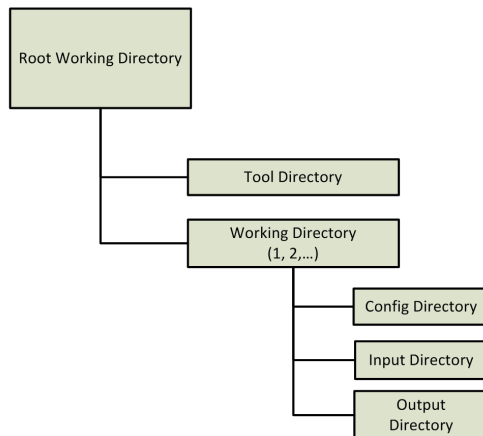 Root Working Directory
Tool Directory
Working Directory
(1, 2,...)
Config Directory
Input Directory
Output
Directory